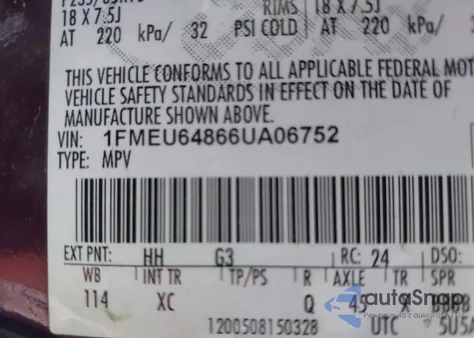 RIMS 18 X 7.5J
18 X 7.5J
AT 220 kPa/ 32 PSI COLD AT 220 kPa/
THIS VEHICLE CONFORMS TO ALL APPLICABLE FEDERAL MOT
VEHICLE SAFETY STANDARDS IN EFFECT ON THE DATE OF
MANUFACTURE SHOWN ABOVE.
VIN: 1FMEU64866UA06752
TYPE: MPV
EXT PNT: HH G3 RC: 24 DSO:
WB INT TR TP/PS R AXLE TR SPR
114 XC Q 45 X
autoSnap
1200508150328 UTC